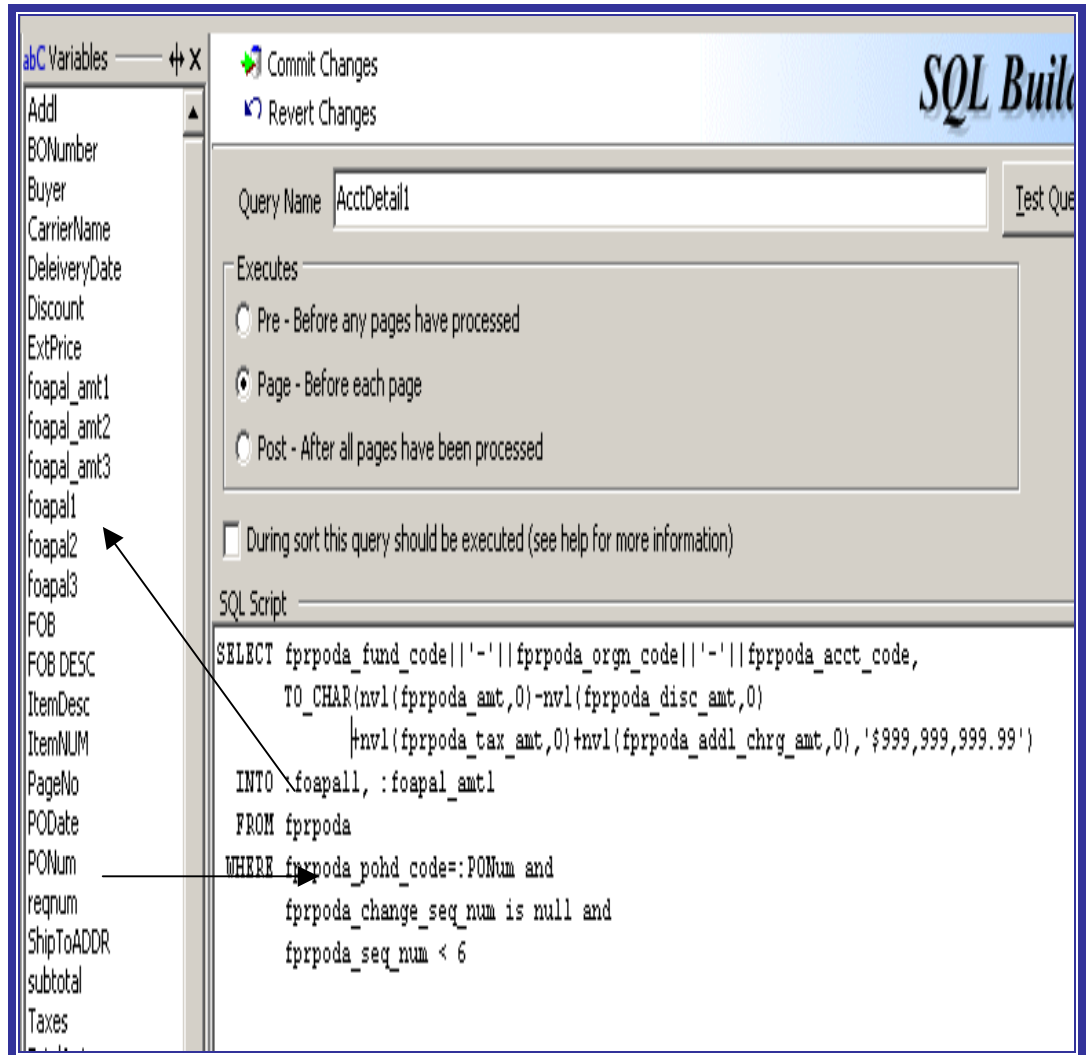 abC Variables
Addl
BONumber
Buyer
CarrierName
DeleiveryDate
Discount
ExtPrice
foapal_amt1
foapal_amt2
foapal_amt3
foapal1
foapal2
foapal3
FOB
FOB DESC
ItemDesc
ItemNUM
PageNo
PODate
PONum
reqnum
ShipToADDR
subtotal
Taxes
Commit Changes
Revert Changes
SQL Build
Query Name AcctDetail1
Test Que
Executes
Pre - Before any pages have processed
Page - Before each page
Post - After all pages have been processed
During sort this query should be executed (see help for more information)
SQL Script
SELECT fprpoda_fund_code||'-'||fprpoda_orgn_code||'-'||fprpoda_acct_code,
TO_CHAR(nvl(fprpoda_amt,0)-nvl(fprpoda_disc_amt,0)
+nvl(fprpoda_tax_amt,0)+nvl(fprpoda_addl_chrg_amt,0),'$999,999,999.99')
INTO :foapal1, :foapal_amt1
FROM fprpoda
WHERE fprpoda_pohd_code=:PONum and
fprpoda_change_seq_num is null and
fprpoda_seq_num < 6